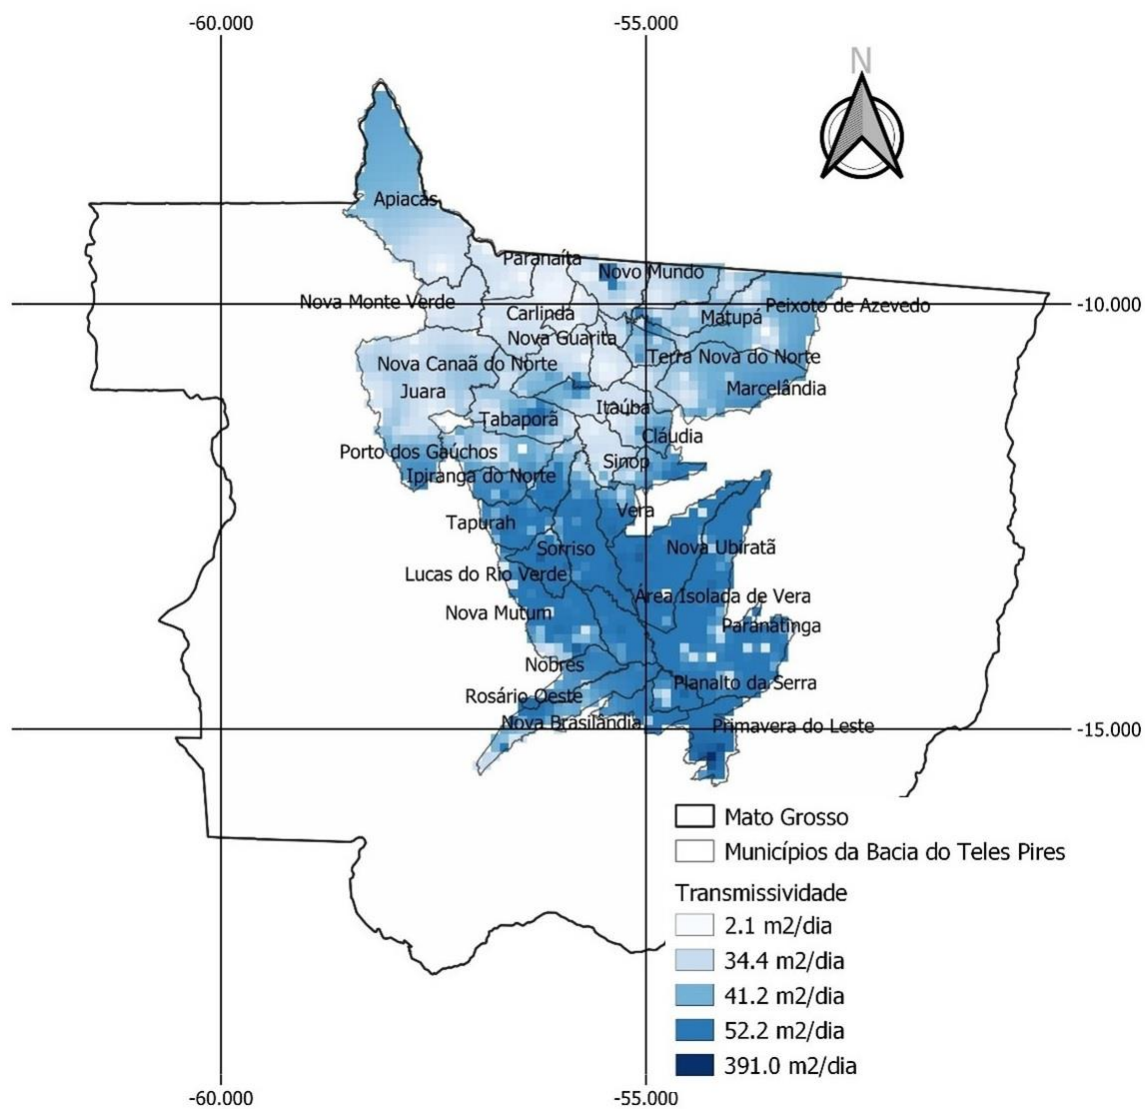 -60.000
-55.000
N
Apiacás
Paranaíta
Novo Mundo
Nova Monte Verde
-10.000
Peixoto de Azevedo
Carlinda
Matupá
Nova Guarita
Terra Nova do Norte
Nova Canaã do Norte
Juara
Marcelândia
Itaúba
Tabaporã
Cláudia
Porto dos Gaúchos
Sinop
Ipiranga do Norte
Vera
Tapurah
Sorriso
Nova Ubiratã
Lucas do Rio Verde
Área Isolada de Vera
Nova Mutum
Paranatinga
Nobres
Planalto da Serra
Rosário Oeste
Nova Brasilândia
Primavera do Leste
-15.000
Mato Grosso
Municípios da Bacia do Teles Pires
Transmissividade
2.1 m2/dia
34.4 m2/dia
41.2 m2/dia
52.2 m2/dia
391.0 m2/dia
-60.000
-55.000